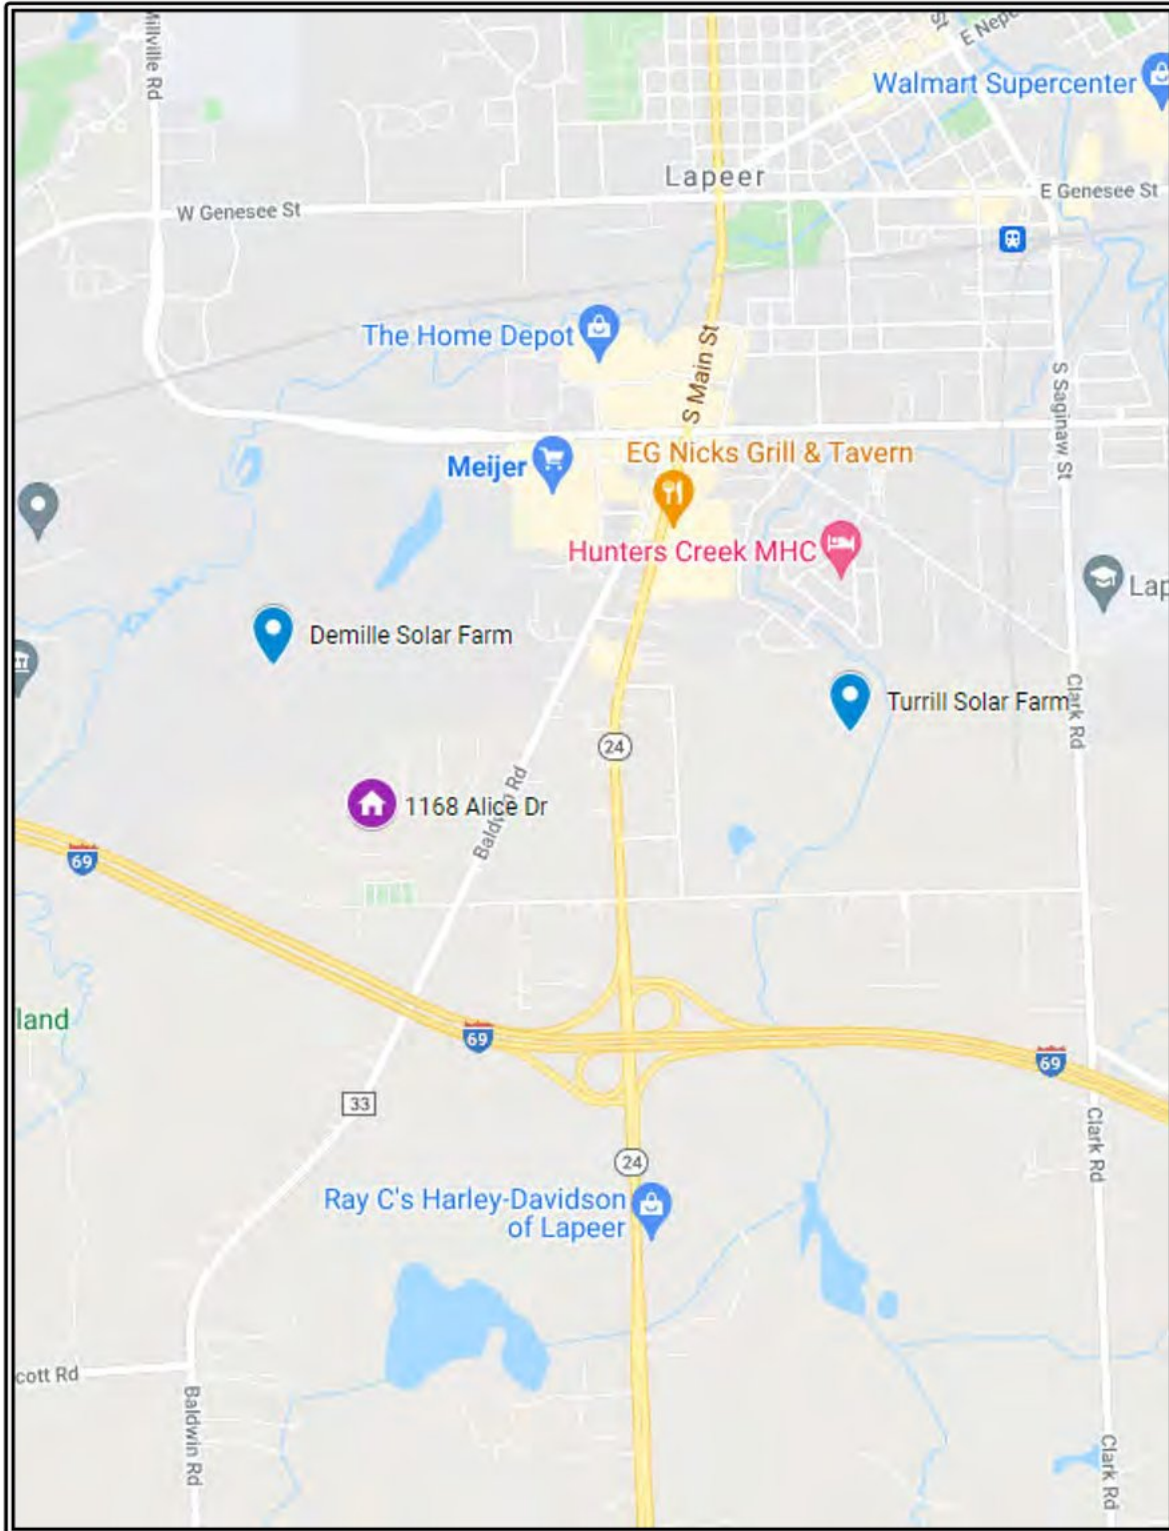 Millville Rd
St
E Nepe
Walmart Supercenter
Lapeer
W Genesee St
E Genesee St
The Home Depot
S Main St
S Saginaw St
Meijer
EG Nicks Grill & Tavern
Hunters Creek MHC
Lap
Demille Solar Farm
Turrill Solar Farm
Clark Rd
24
Baldwin Rd
1168 Alice Dr
69
land
69
69
33
Clark Rd
24
Ray C's Harley-Davidson
of Lapeer
cott Rd
Baldwin Rd
Clark Rd